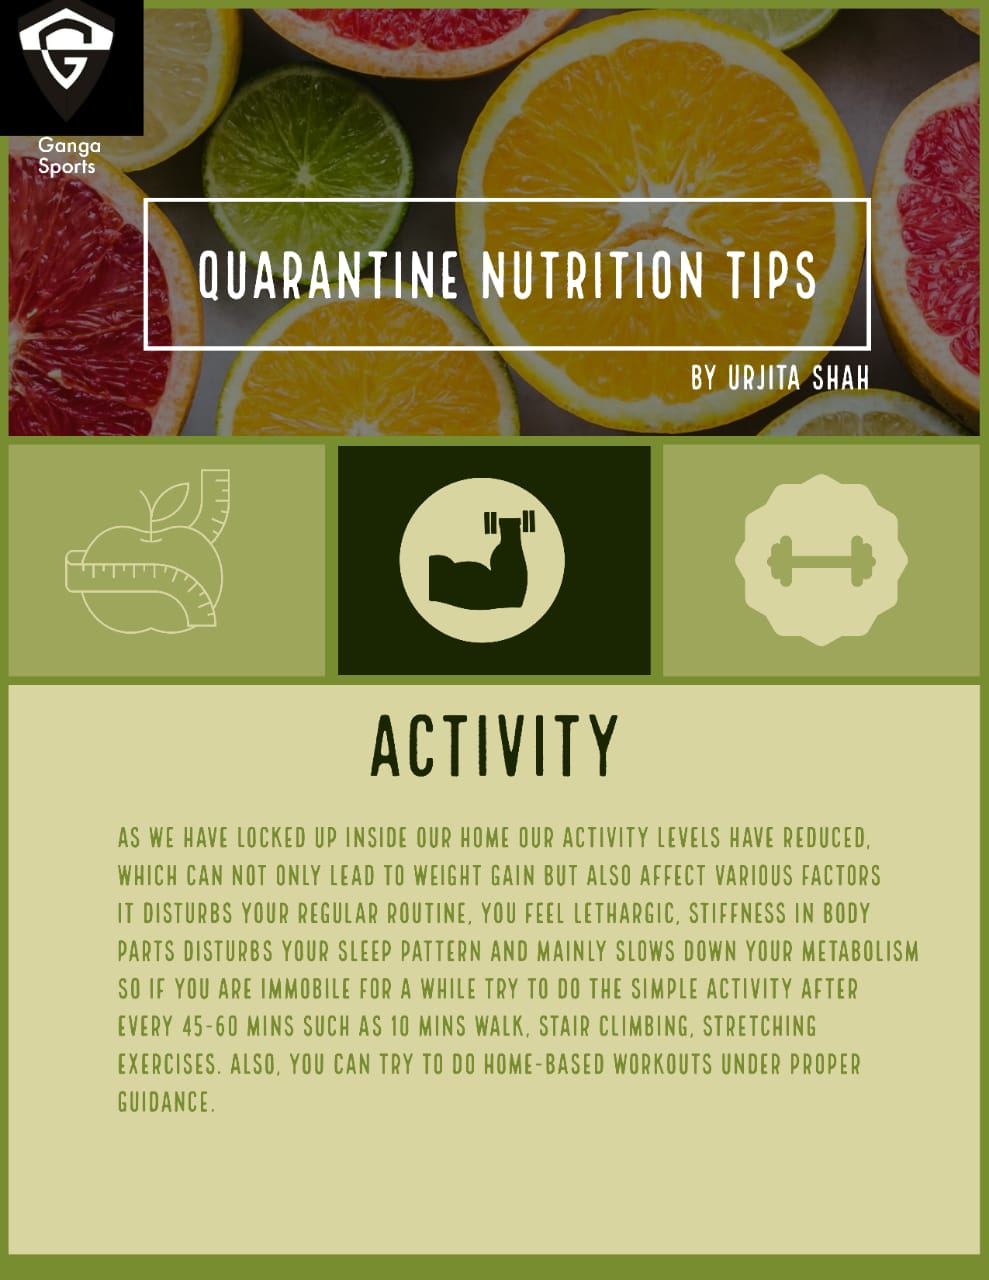 Ganga
Sports
QUARANTINE NUTRITION TIPS
BY URJITA SHAH
ACTIVITY
AS WE HAVE LOCKED UP INSIDE OUR HOME OUR ACTIVITY LEVELS HAVE REDUCED,
WHICH CAN NOT ONLY LEAD TO WEIGHT GAIN BUT ALSO AFFECT VARIOUS FACTORS
IT DISTURBS YOUR REGULAR ROUTINE, YOU FEEL LETHARGIC, STIFFNESS IN BODY
PARTS DISTURBS YOUR SLEEP PATTERN AND MAINLY SLOWS DOWN YOUR METABOLISM
SO IF YOU ARE IMMOBILE FOR A WHILE TRY TO DO THE SIMPLE ACTIVITY AFTER
EVERY 45-60 MINS SUCH AS 10 MINS WALK, STAIR CLIMBING, STRETCHING
EXERCISES. ALSO, YOU CAN TRY TO DO HOME-BASED WORKOUTS UNDER PROPER
GUIDANCE.